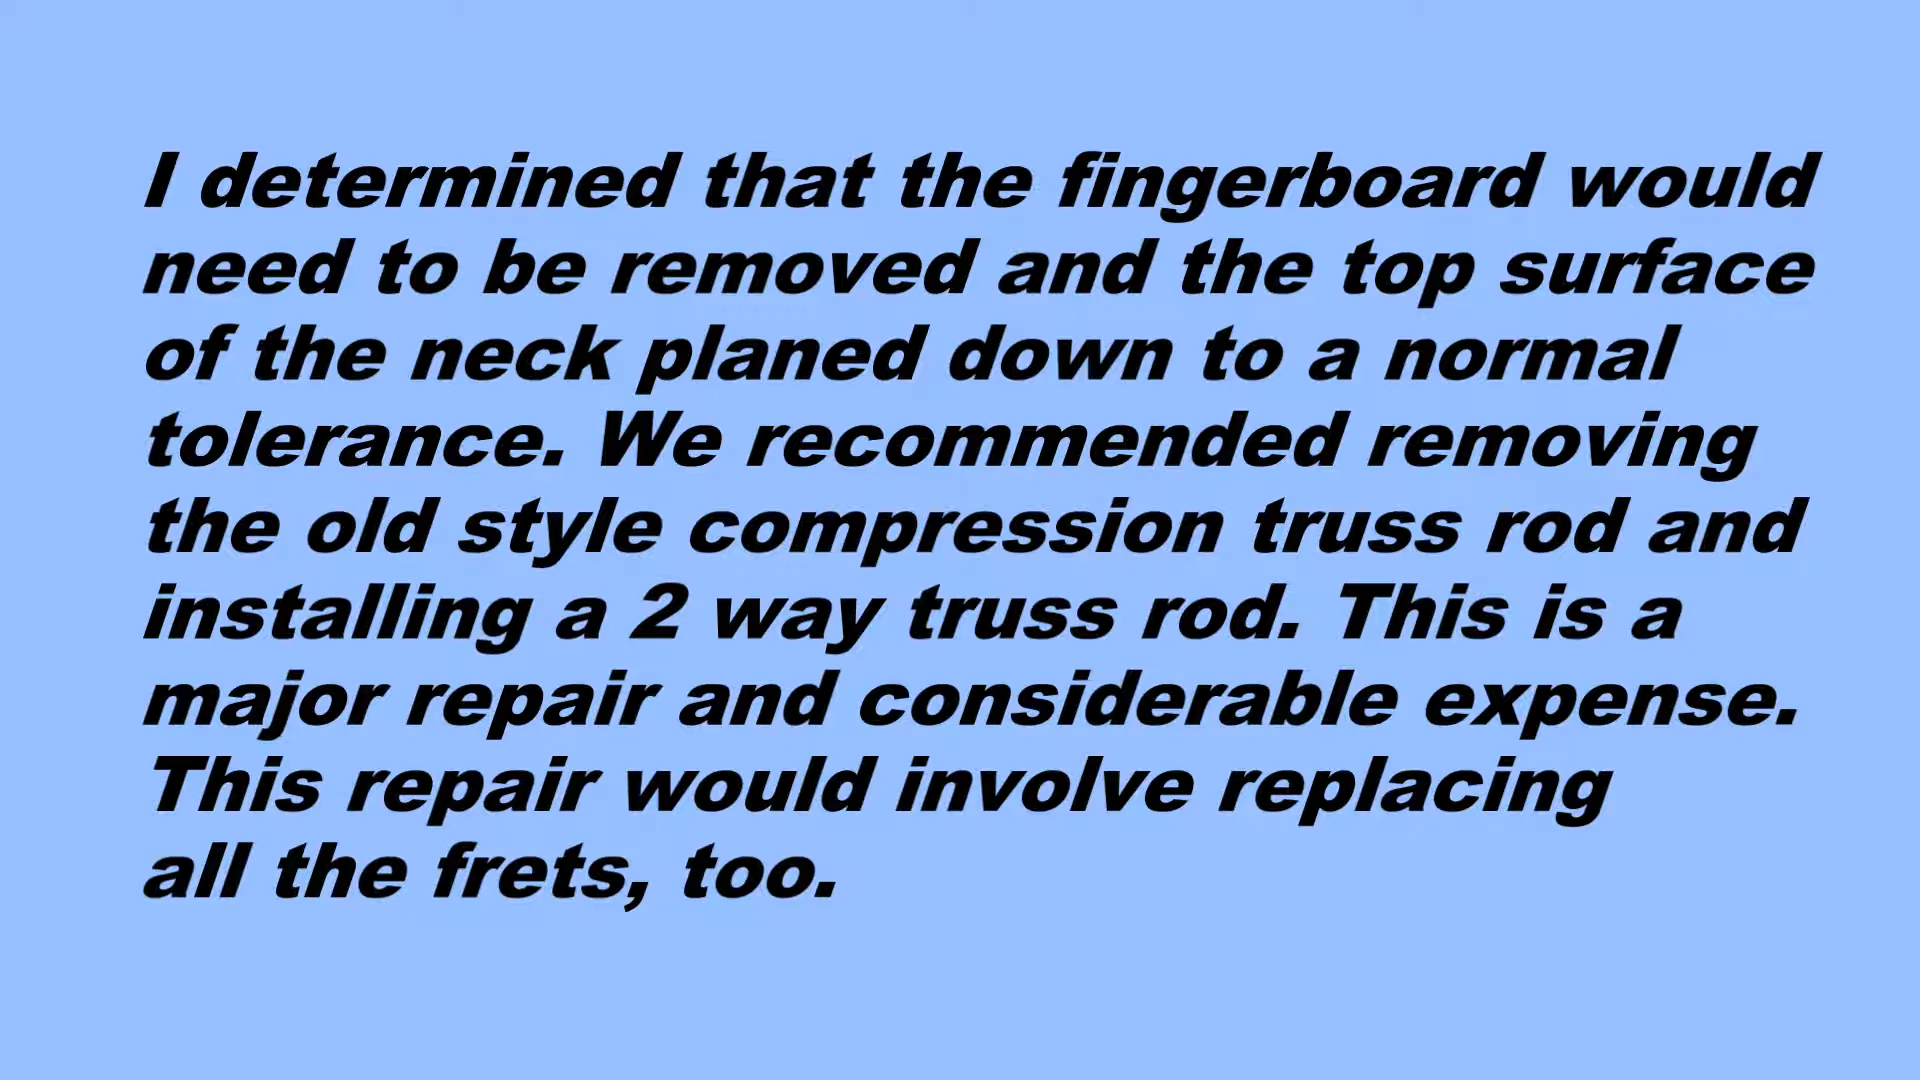 I determined that the fingerboard would
need to be removed and the top surface
of the neck planed down to a normal
tolerance. We recommended removing
the old style compression truss rod and
installing a 2 way truss rod. This is a
major repair and considerable expense.
This repair would involve replacing
all the frets, too.